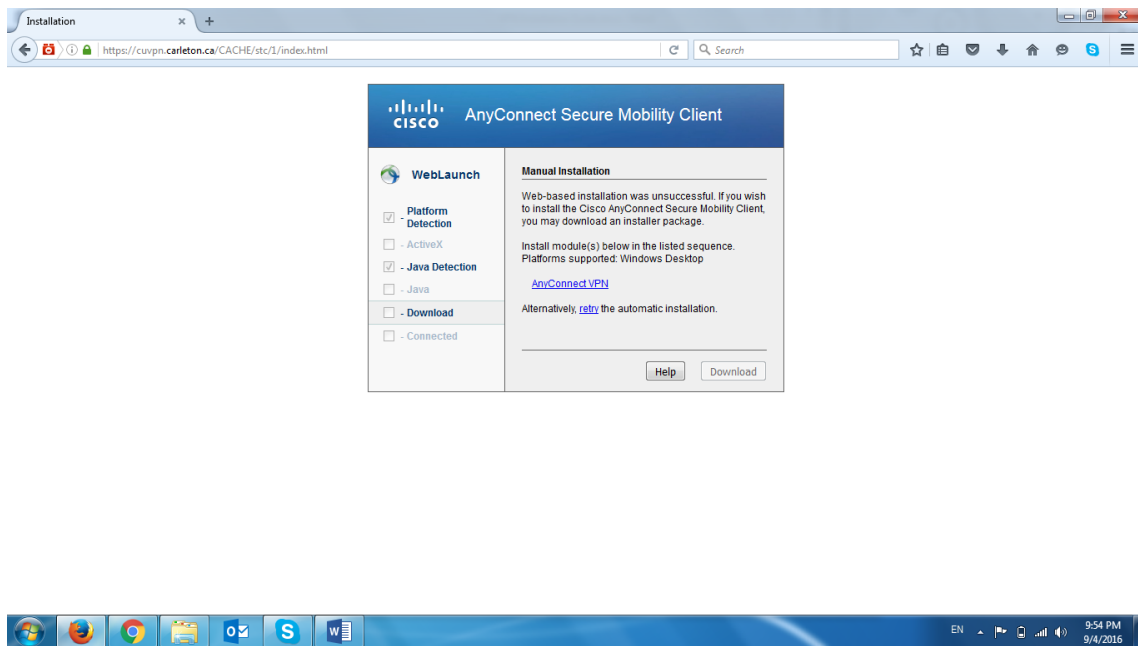 Installation
https://cuvpn.carleton.ca/CACHE/stc/1/index.html
Search
CISCO
AnyConnect Secure Mobility Client
WebLaunch
- Platform
Detection
- ActiveX
- Java Detection
- Java
- Download
- Connected
Manual Installation
Web-based installation was unsuccessful. If you wish
to install the Cisco AnyConnect Secure Mobility Client,
you may download an installer package.
Install module(s) below in the listed sequence.
Platforms supported: Windows Desktop
AnyConnect VPN
Alternatively, retry the automatic installation.
Help
Download
EN
9:54 PM
9/4/2016